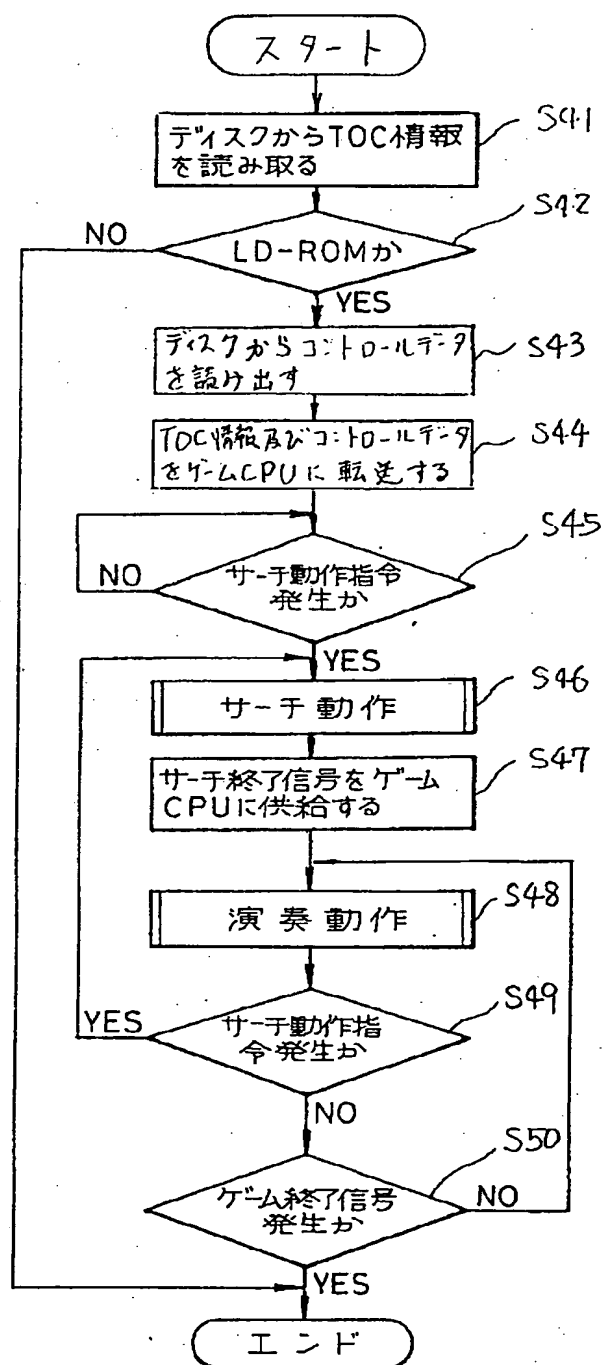 スタート
ディスクからTOC情報
を読み取る
S41
S42
NO
LD-ROMか
YES
ディスクからコントロールデータ
を読み出す
S43
TOC情報及びコントロールデータ
をゲームCPUに転送する
S44
S45
NO
サーチ動作指令
発生か
YES
サーチ動作
S46
サーチ終了信号をゲーム
CPUに供給する
S47
演奏動作
S48
S49
YES
サーチ動作指
令発生か
NO
S50
ゲーム終了信号
発生か
NO
YES
エンド